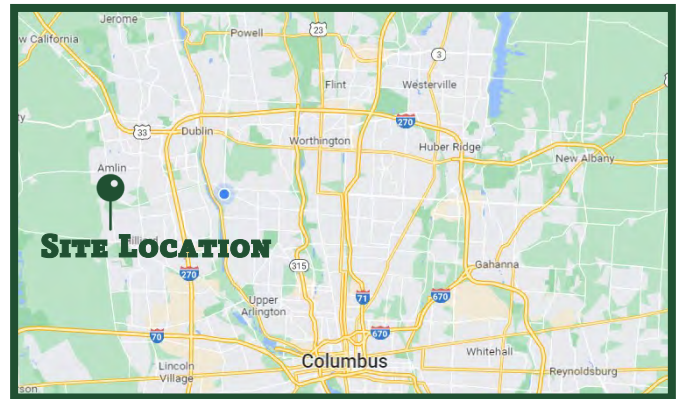 Jerome
23
w California
Powell
3
Flint
Westerville
270
33
Dublin
Worthington
Huber Ridge
New Albany
Amlin
SITE LOCATION
315
Gahanna
270
71
670
Upper
Arlington
70
670
Columbus
Whitehall
Lincoln
Village
Reynoldsburg